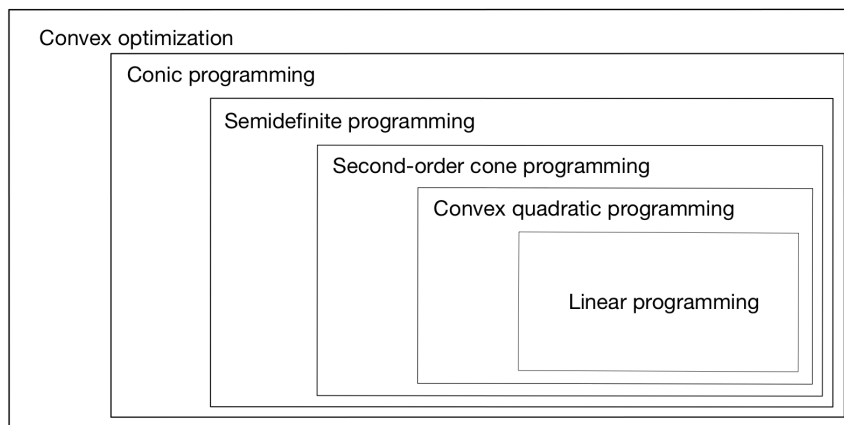 Convex optimization
Conic programming
Semidefinite programming
Second-order cone programming
Convex quadratic programming
Linear programming